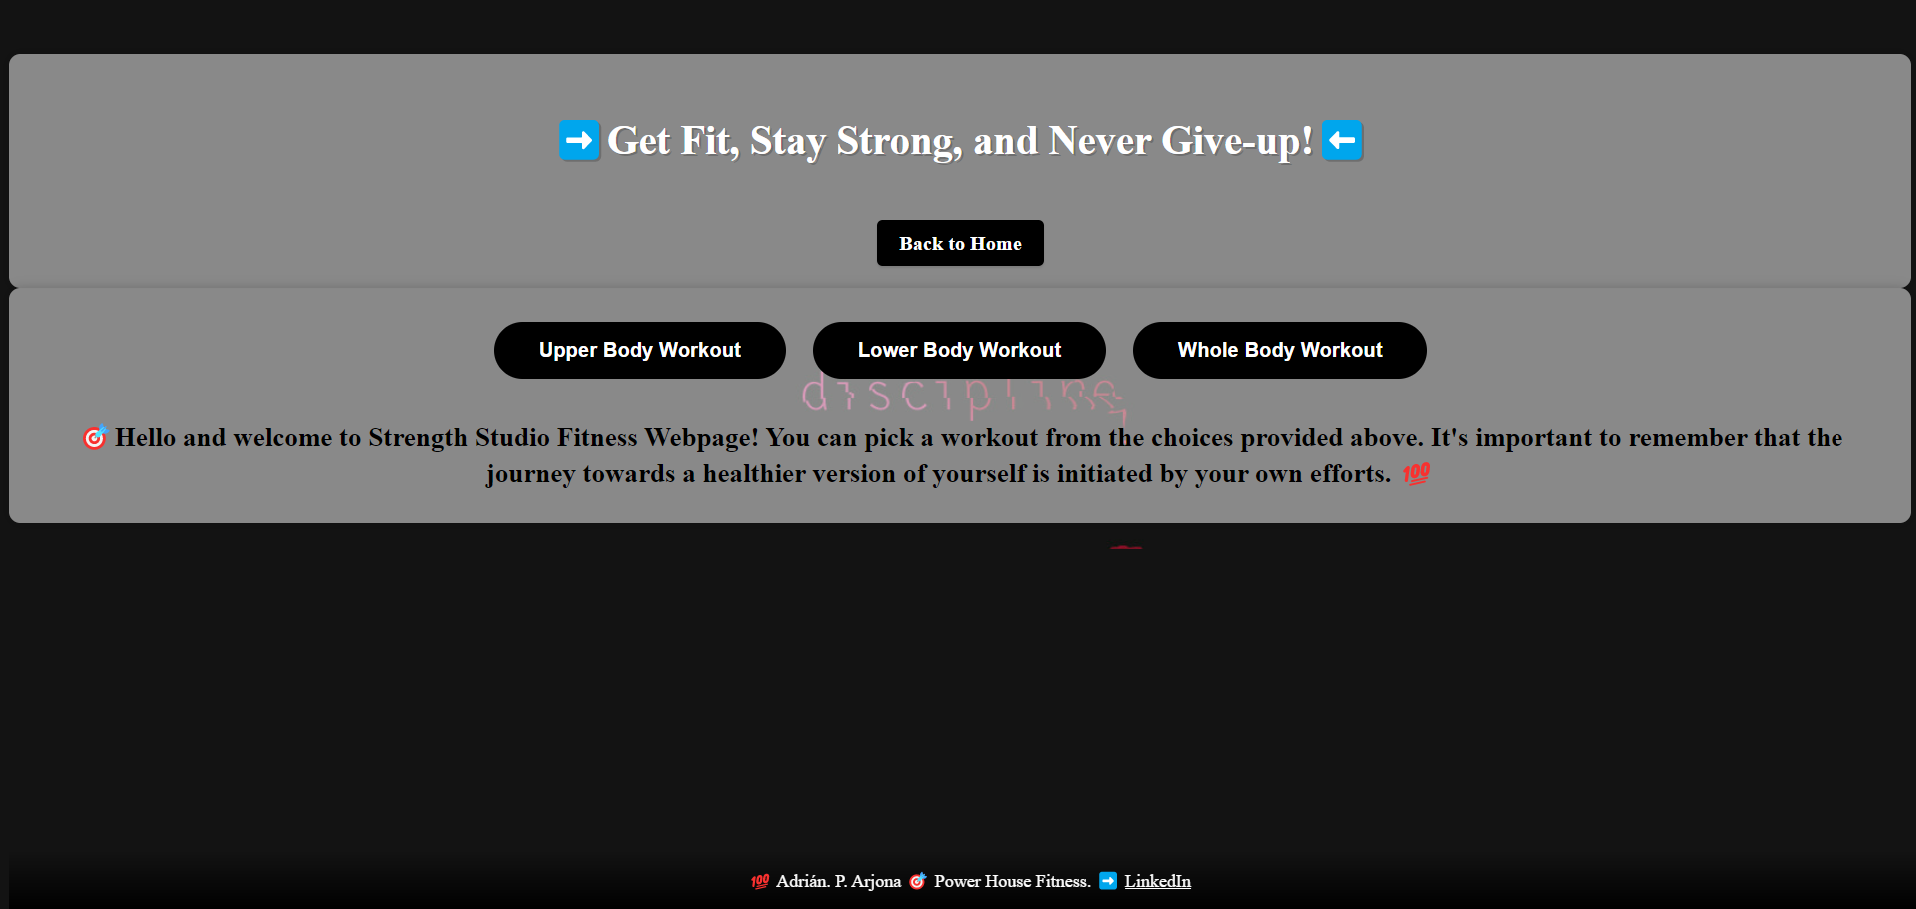 ➡️ Get Fit, Stay Strong, and Never Give-up! ⬅️
Back to Home
Upper Body Workout
Lower Body Workout
Whole Body Workout
discipline
🎯 Hello and welcome to Strength Studio Fitness Webpage! You can pick a workout from the choices provided above. It's important to remember that the
journey towards a healthier version of yourself is initiated by your own efforts. 💯
💯 Adrián. P. Arjona 🎯 Power House Fitness. ➡️ LinkedIn